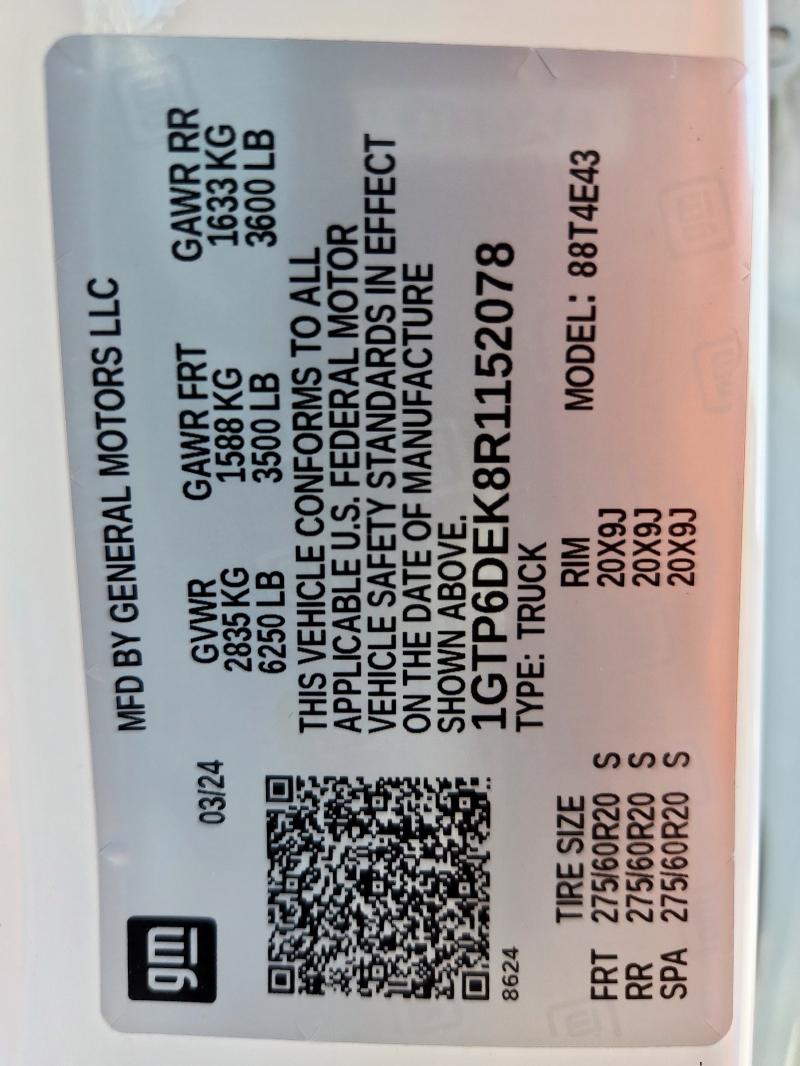 gm
MFD BY GENERAL MOTORS LLC
03/24
GVWR GAWR FRT GAWR RR
2835 KG 1588 KG 1633 KG
6250 LB 3500 LB 3600 LB
THIS VEHICLE CONFORMS TO ALL
APPLICABLE U.S. FEDERAL MOTOR
VEHICLE SAFETY STANDARDS IN EFFECT
ON THE DATE OF MANUFACTURE
SHOWN ABOVE.
1GTP6DEK8R1152078
8624
TYPE: TRUCK
MODEL: 88T4E43
TIRE SIZE RIM
FRT 275/60R20 S 20X9J
RR 275/60R20 S 20X9J
SPA 275/60R20 S 20X9J